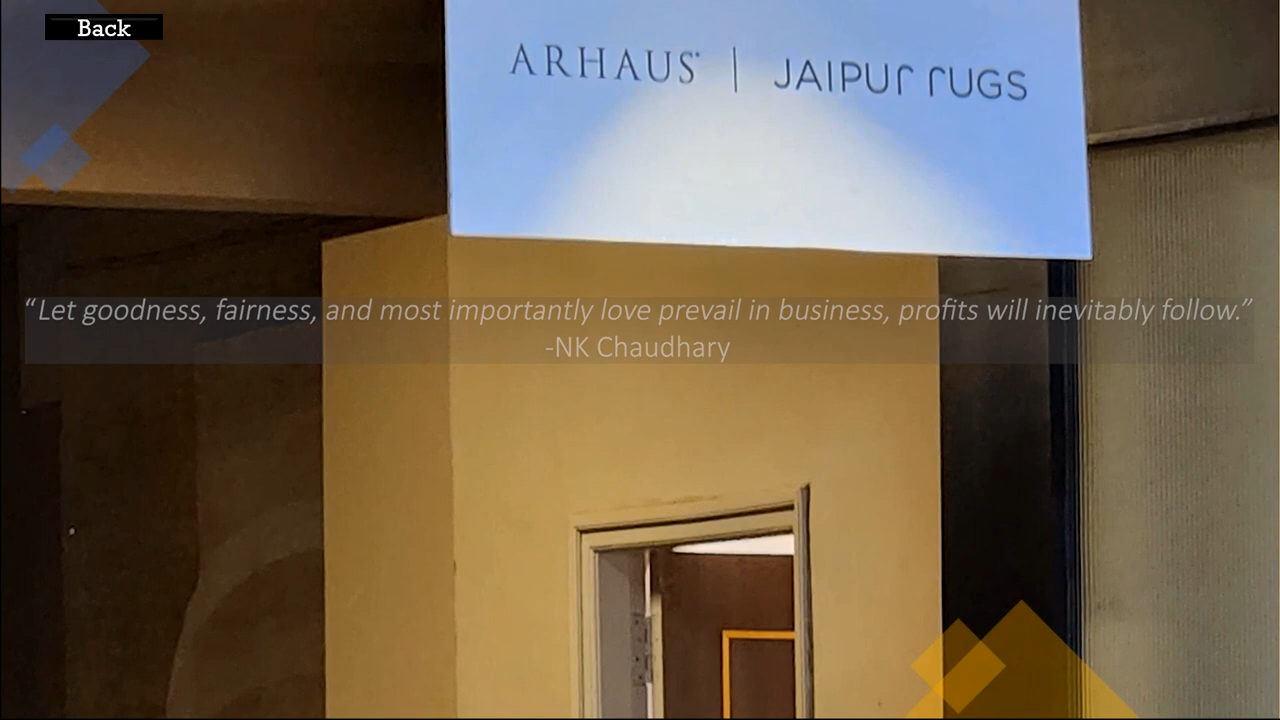 Back
ARHAUS® | JAIPUR RUGS
“Let goodness, fairness, and most importantly love prevail in business, profits will inevitably follow.”
-NK Chaudhary